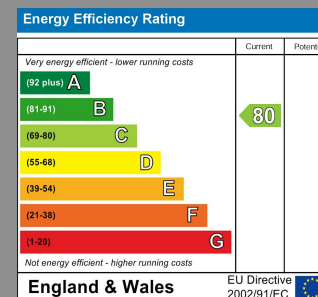 Energy Efficiency Rating
Current
Very energy efficient - lower running costs
(92 plus) A
(81-91) B
80
(69-80) C
(55-68) D
(39-54) E
(21-38) F
(1-20) G
Not energy efficient - higher running costs
England & Wales
EU Directive
2002/91/EC